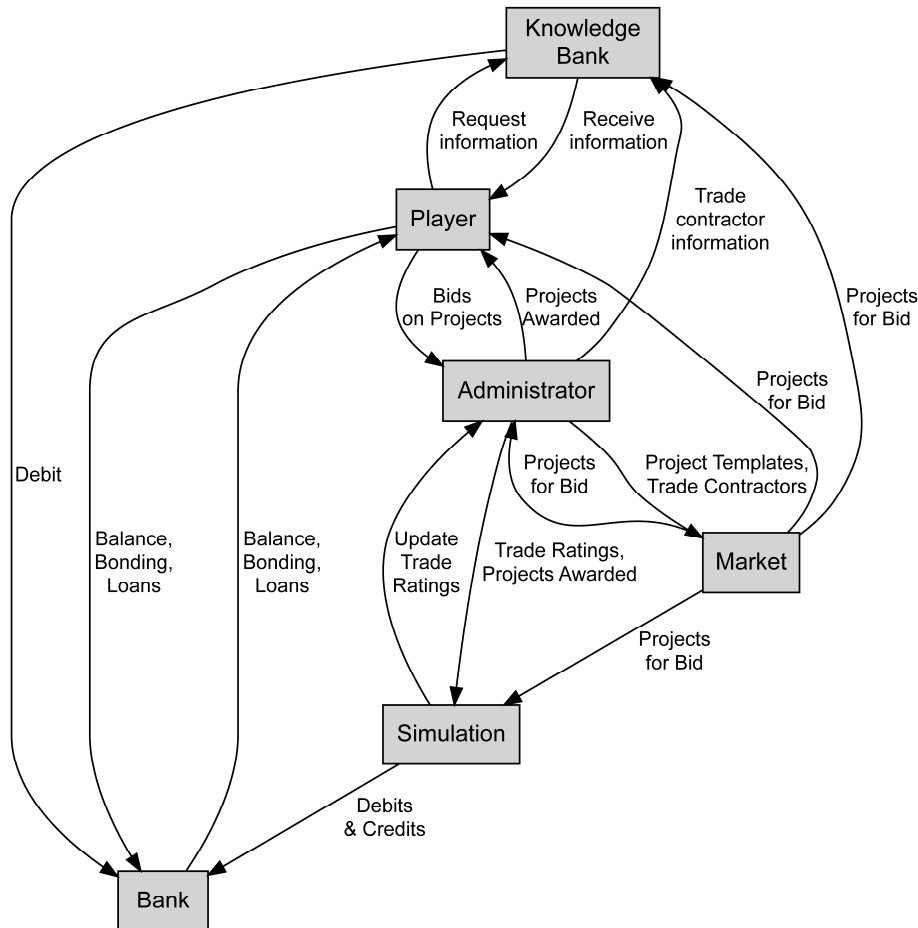 Knowledge
Bank
Request
information
Receive
information
Trade
contractor
information
Player
Projects
for Bid
Bids
on Projects
Projects
Awarded
Projects
for Bid
Administrator
Debit
Projects
for Bid
Project Templates,
Trade Contractors
Balance,
Bonding,
Loans
Balance,
Bonding,
Loans
Update
Trade
Ratings
Trade Ratings,
Projects Awarded
Market
Projects
for Bid
Simulation
Debits
& Credits
Bank